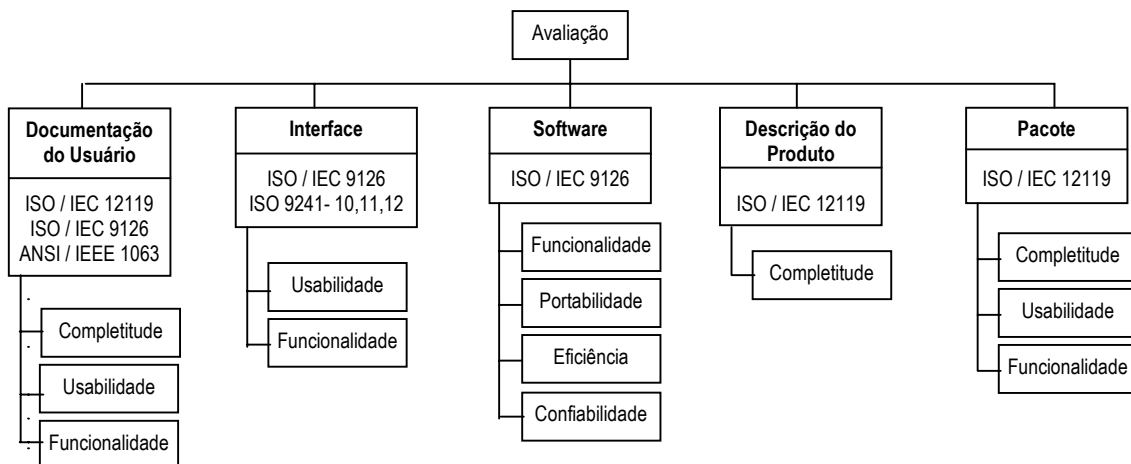 Avaliação
Documentação
do Usuário
ISO / IEC 12119
ISO / IEC 9126
ANSI / IEEE 1063
Completitude
Usabilidade
Funcionalidade
Interface
ISO / IEC 9126
ISO 9241- 10,11,12
Usabilidade
Funcionalidade
Software
ISO / IEC 9126
Funcionalidade
Portabilidade
Eficiência
Confiabilidade
Descrição do
Produto
ISO / IEC 12119
Completitude
Pacote
ISO / IEC 12119
Completitude
Usabilidade
Funcionalidade